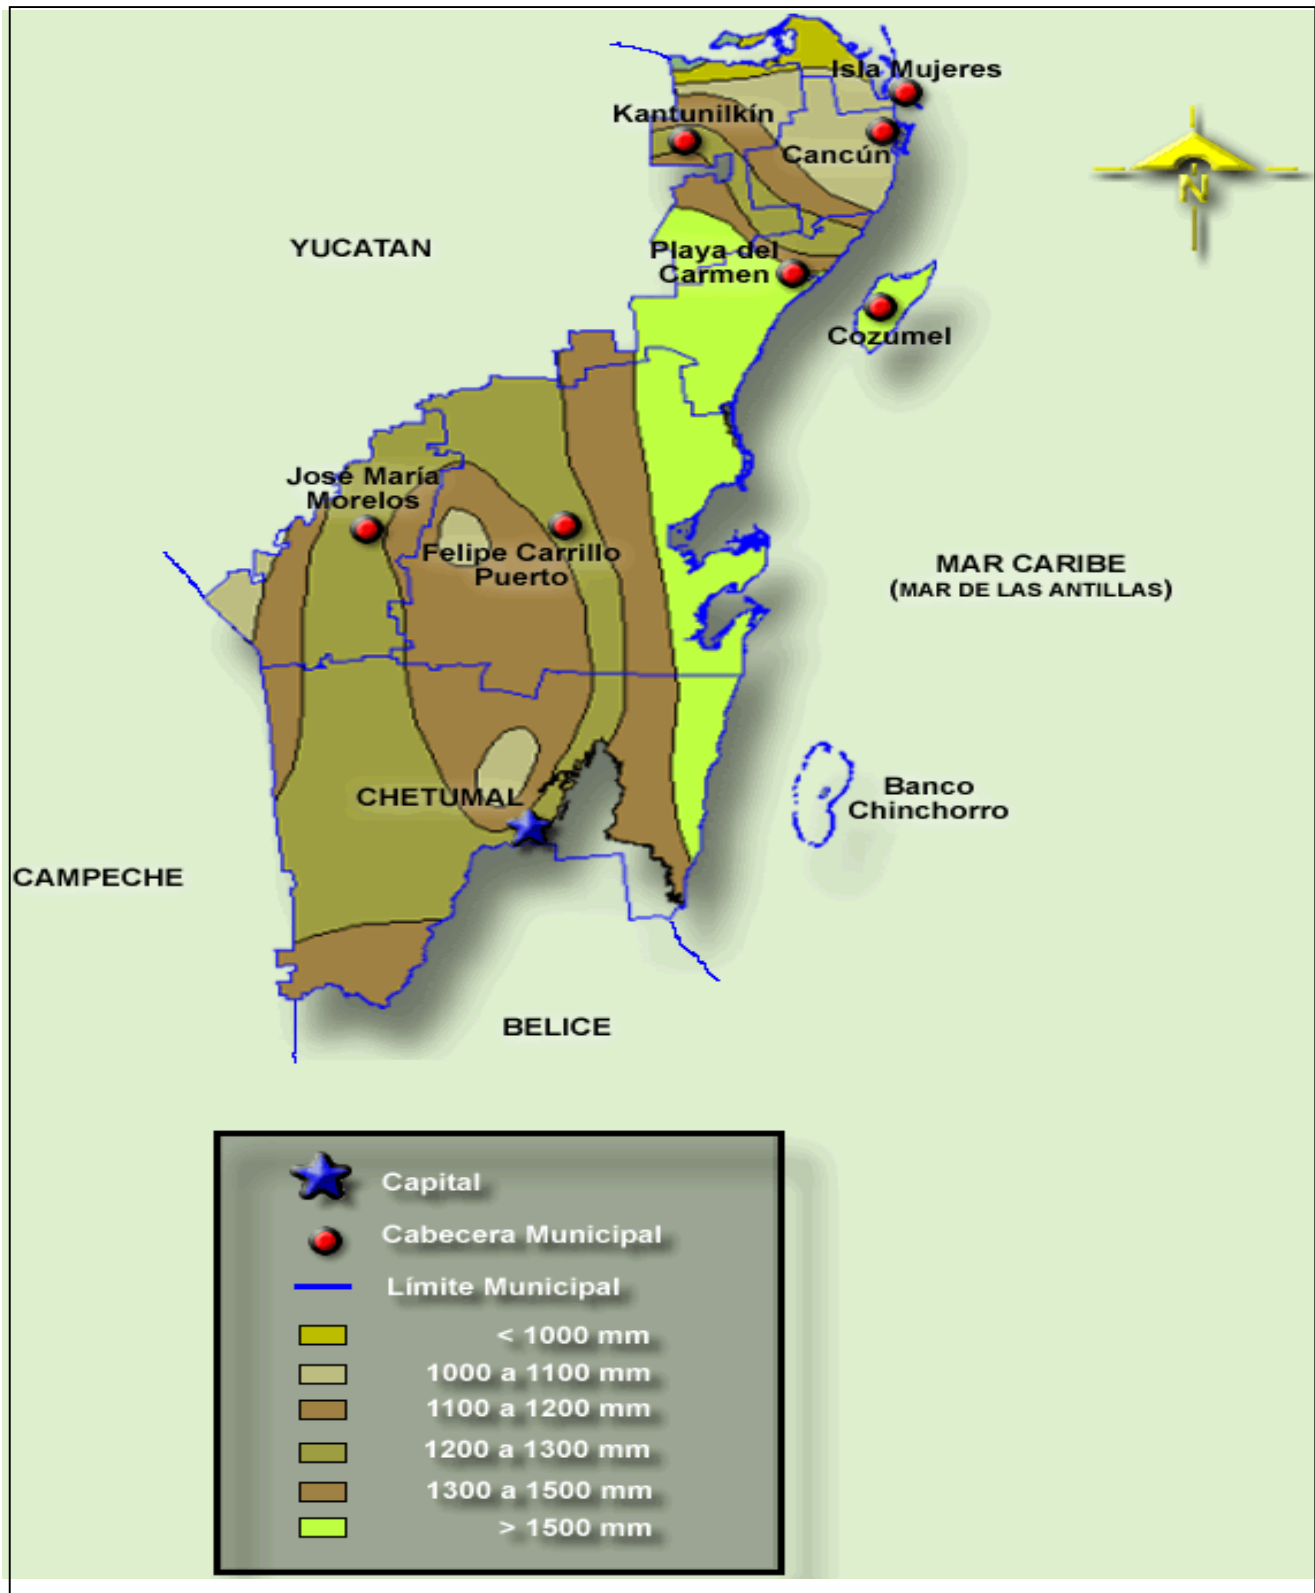 Isla Mujeres
Kantunilkín
Cancún
N
YUCATAN
Playa del
Carmen
Cozumel
José María
Morelos
Felipe Carrillo
Puerto
MAR CARIBE
(MAR DE LAS ANTILLAS)
CHETUMAL
Banco
Chinchorro
CAMPECHE
BELICE
Capital
Cabecera Municipal
Límite Municipal
< 1000 mm
1000 a 1100 mm
1100 a 1200 mm
1200 a 1300 mm
1300 a 1500 mm
> 1500 mm